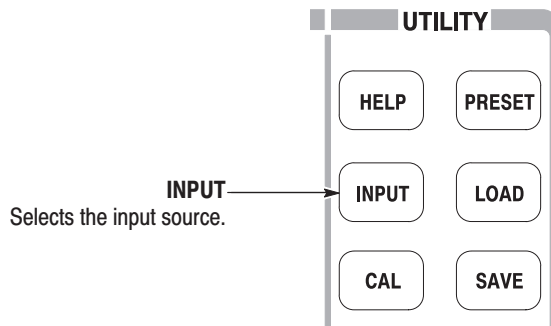 UTILITY
HELP PRESET
INPUT
Selects the input source.
INPUT LOAD
CAL SAVE